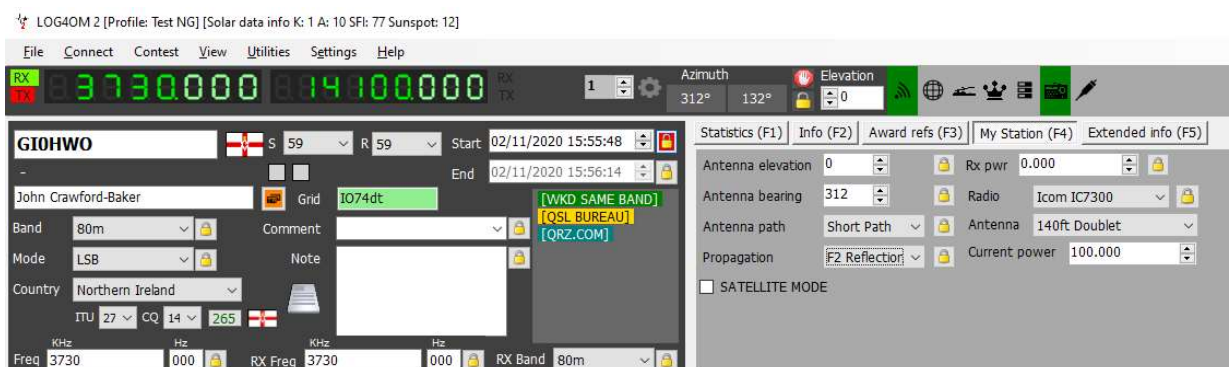 LOG4OM 2 [Profile: Test NG] [Solar data info K: 1 A: 10 SFI: 77 Sunspot: 12]
File Connect Contest View Utilities Settings Help
RX TX 3730.000 14100.000 RX TX 1 Azimuth 312° 132° Elevation 0
Statistics (F1) Info (F2) Award refs (F3) My Station (F4) Extended info (F5)
GI0HWO S 59 R 59 Start 02/11/2020 15:55:48
- End 02/11/2020 15:56:14
John Crawford-Baker Grid IO74dt [WKD SAME BAND]
[QSL BUREAU]
[QRZ.COM]
Band 80m Comment
Mode LSB Note
Country Northern Ireland
ITU 27 CQ 14 265
KHz Hz KHz Hz
Freq 3730 000 RX Freq 3730 000 RX Band 80m
Antenna elevation 0 Rx pwr 0.000
Antenna bearing 312 Radio Icom IC7300
Antenna path Short Path Antenna 140ft Doublet
Propagation F2 Reflection Current power 100.000
SATELLITE MODE